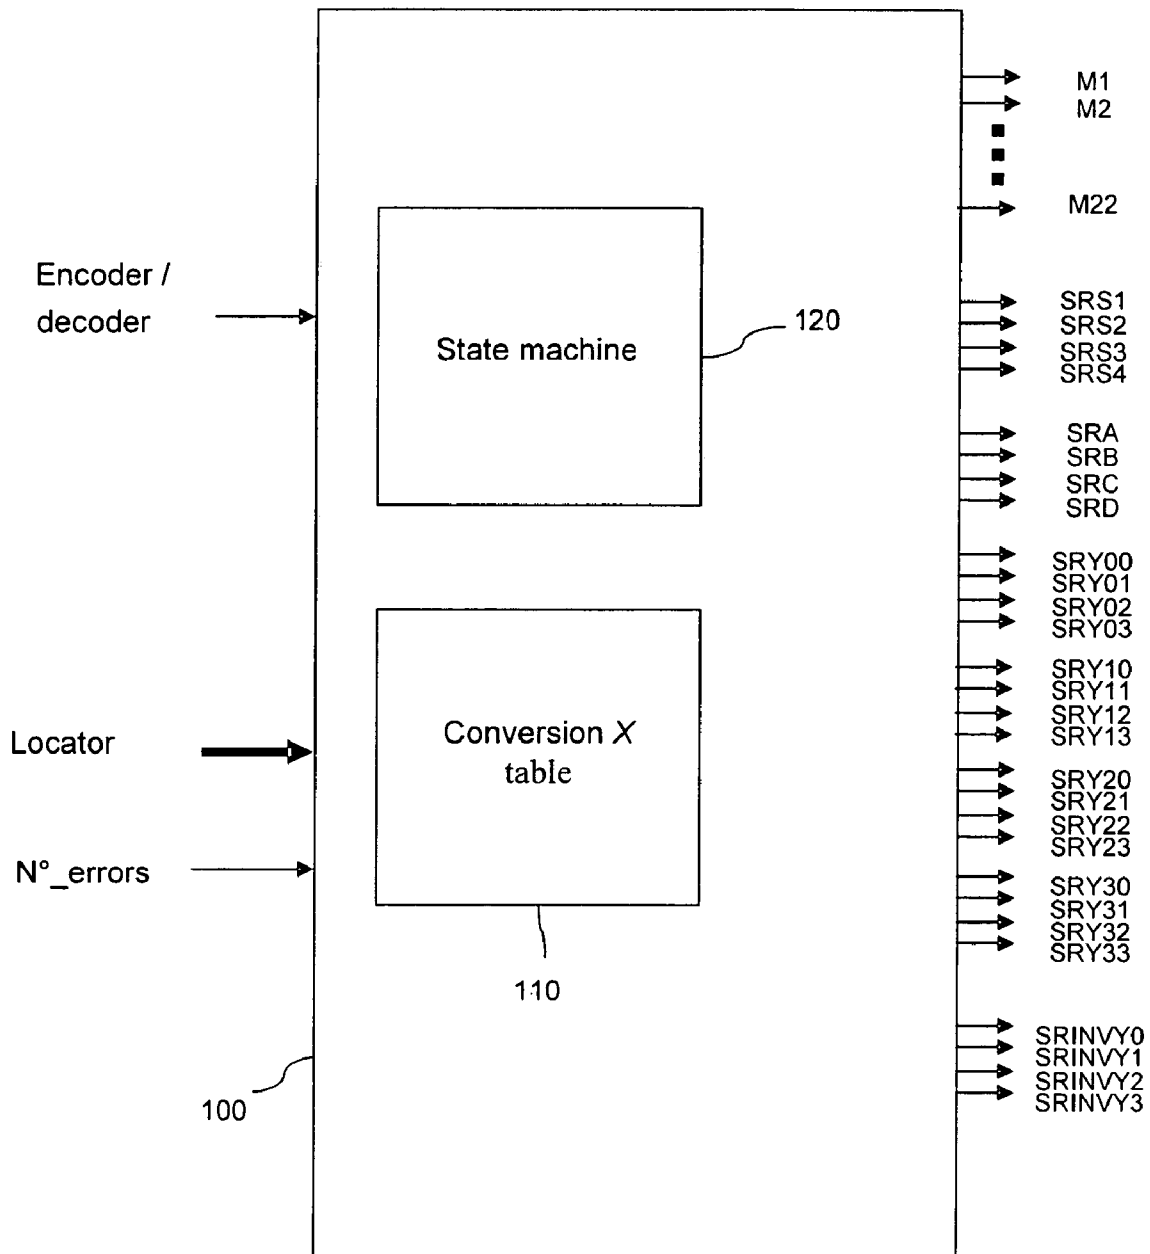 M1
M2
M22
Encoder /
decoder
State machine
120
SRS1
SRS2
SRS3
SRS4
SRA
SRB
SRC
SRD
SRY00
SRY01
SRY02
SRY03
SRY10
SRY11
SRY12
SRY13
Locator
Conversion X
table
SRY20
SRY21
SRY22
SRY23
N°_errors
SRY30
SRY31
SRY32
SRY33
110
SRINVY0
SRINVY1
SRINVY2
SRINVY3
100